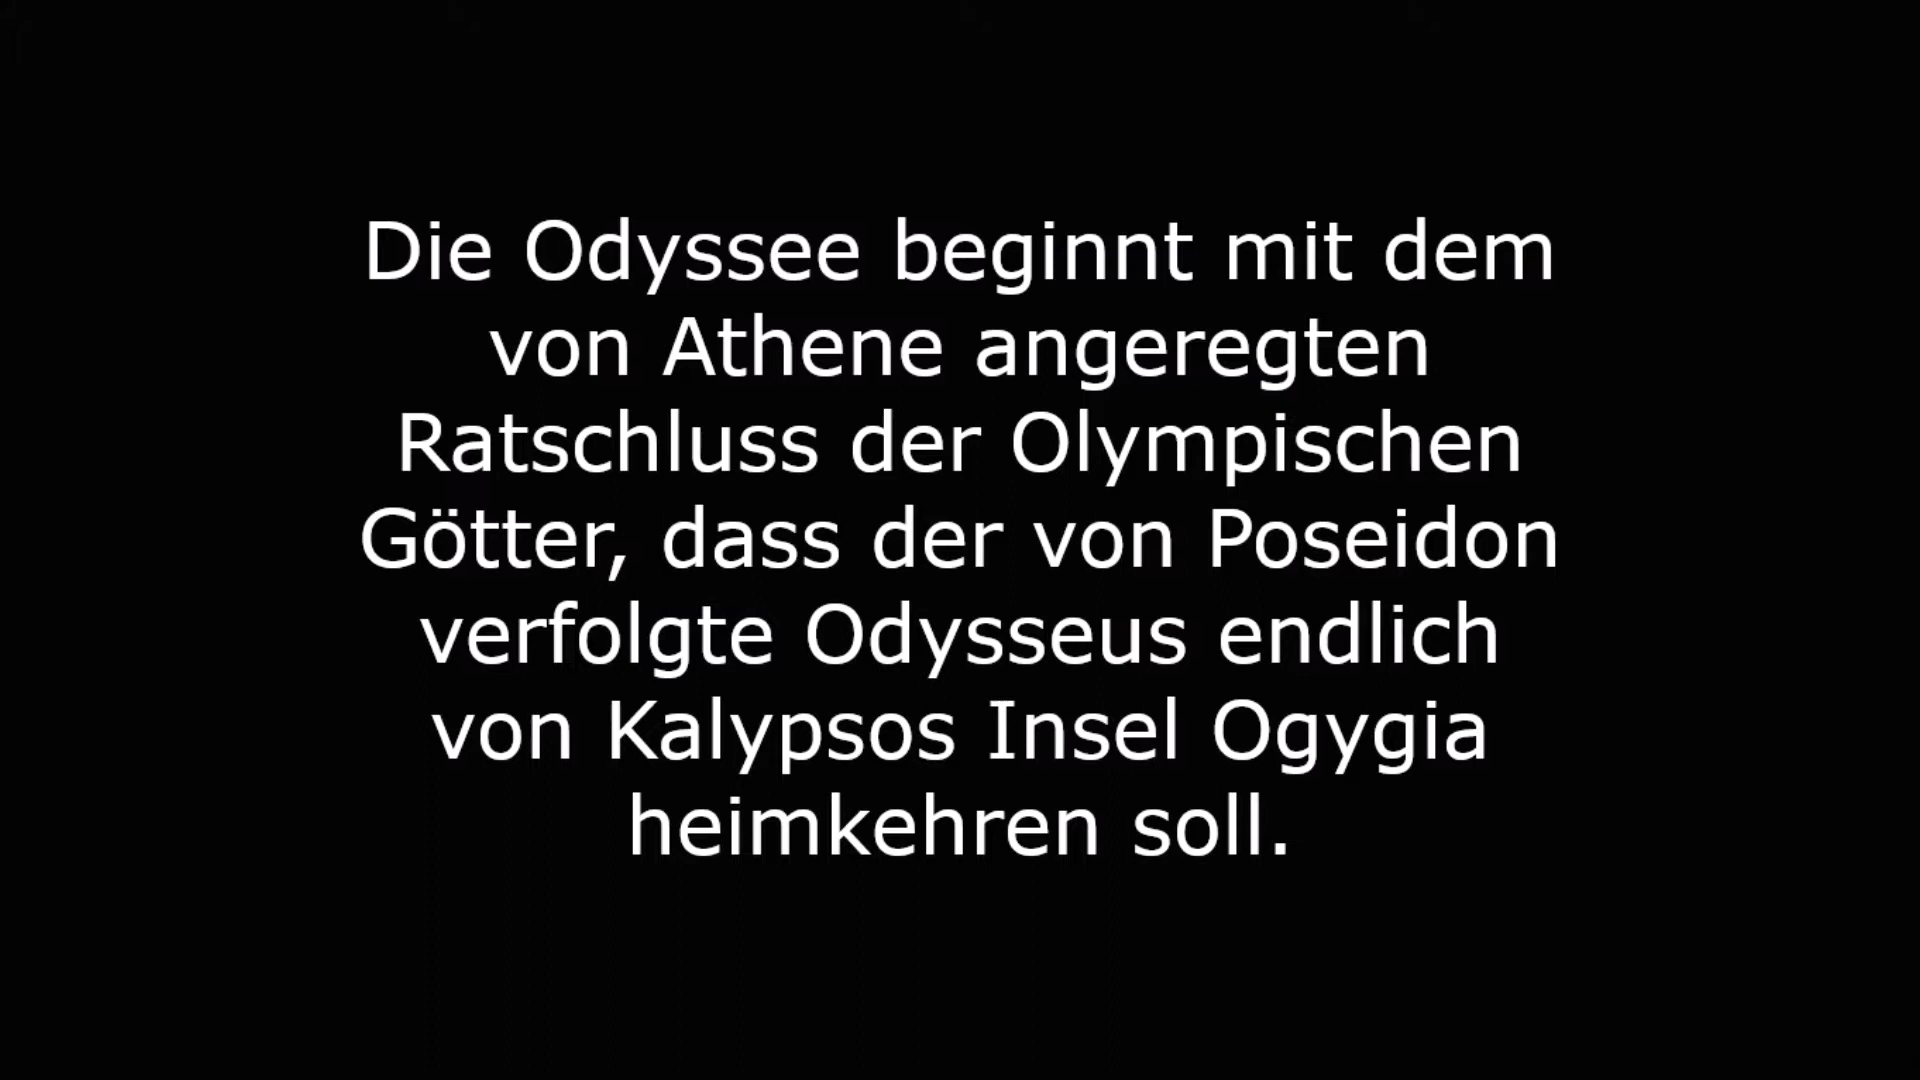 Die Odyssee beginnt mit dem
von Athene angeregten
Ratschluss der Olympischen
Götter, dass der von Poseidon
verfolgte Odysseus endlich
von Kalypsos Insel Ogygia
heimkehren soll.